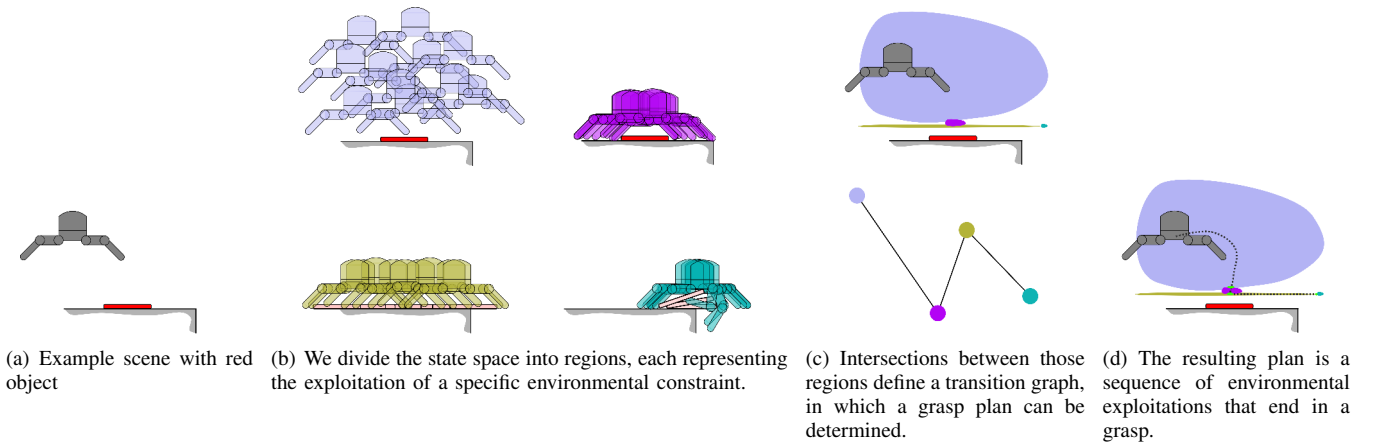 (a) Example scene with red
object
(b) We divide the state space into regions, each representing
the exploitation of a specific environmental constraint.
(c) Intersections between those
regions define a transition graph,
in which a grasp plan can be
determined.
(d) The resulting plan is a
sequence of environmental
exploitations that end in a
grasp.